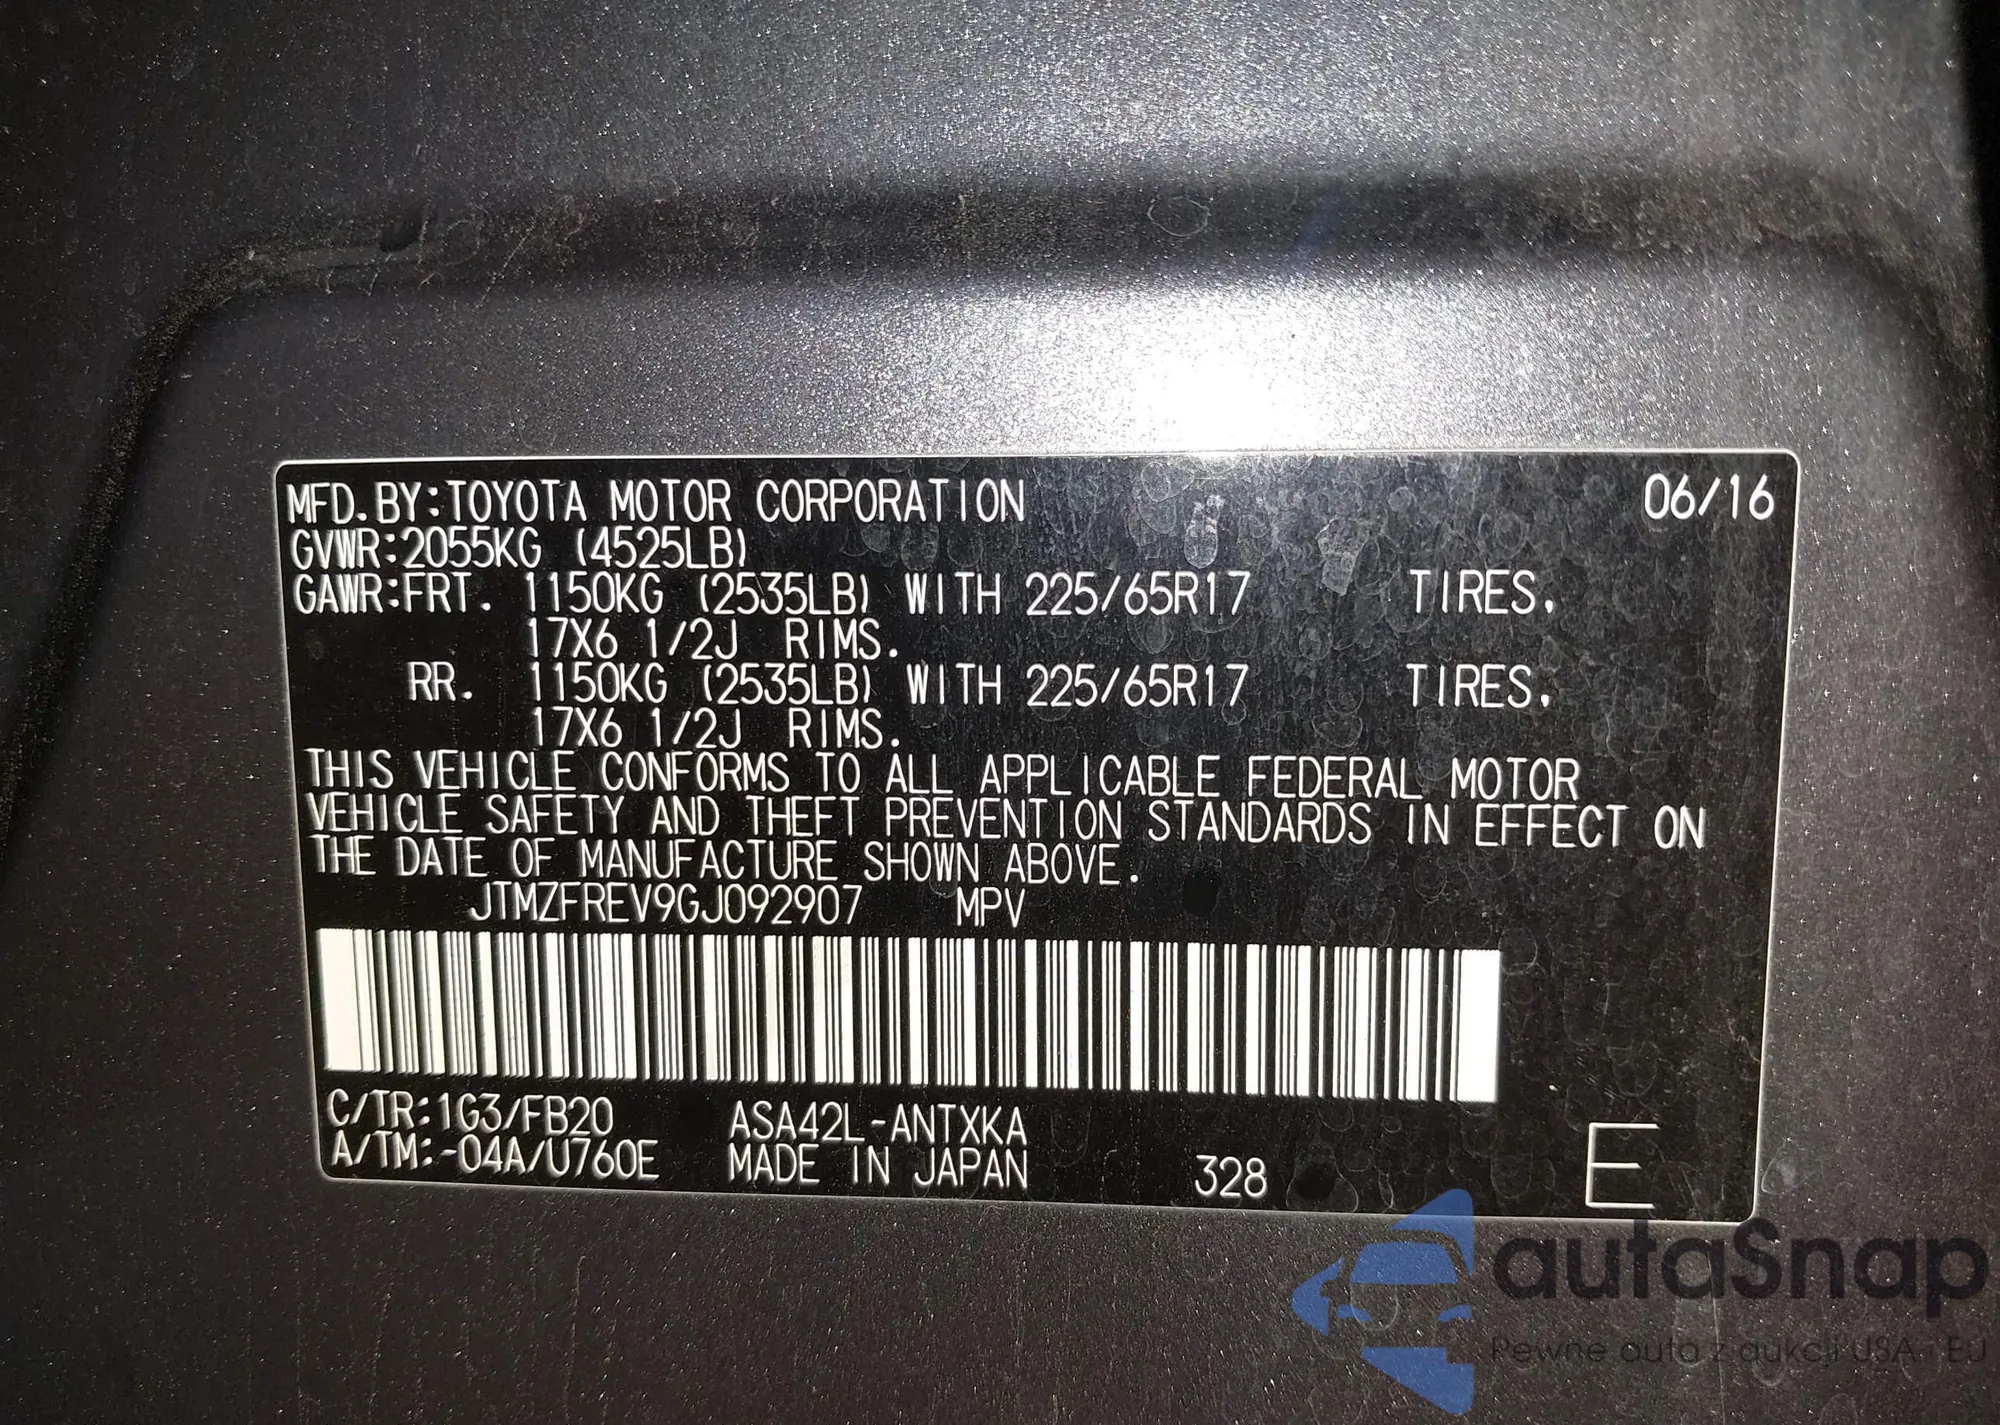 MFD. BY:TOYOTA MOTOR CORPORATION 06/16
GVWR:2055KG (4525LB)
GAWR:FRT. 1150KG (2535LB) WITH 225/65R17 TIRES,
17X6 1/2J RIMS.
RR. 1150KG (2535LB) WITH 225/65R17 TIRES,
17X6 1/2J RIMS.
THIS VEHICLE CONFORMS TO ALL APPLICABLE FEDERAL MOTOR
VEHICLE SAFETY AND THEFT PREVENTION STANDARDS IN EFFECT ON
THE DATE OF MANUFACTURE SHOWN ABOVE.
JTMZFREV9GJ092907 MPV
C/TR:1G3/FB20 ASA42L-ANTXKA
A/TM:-04A/U760E MADE IN JAPAN 328 E
autaSnap
Pewne auta z aukcji USA i EU